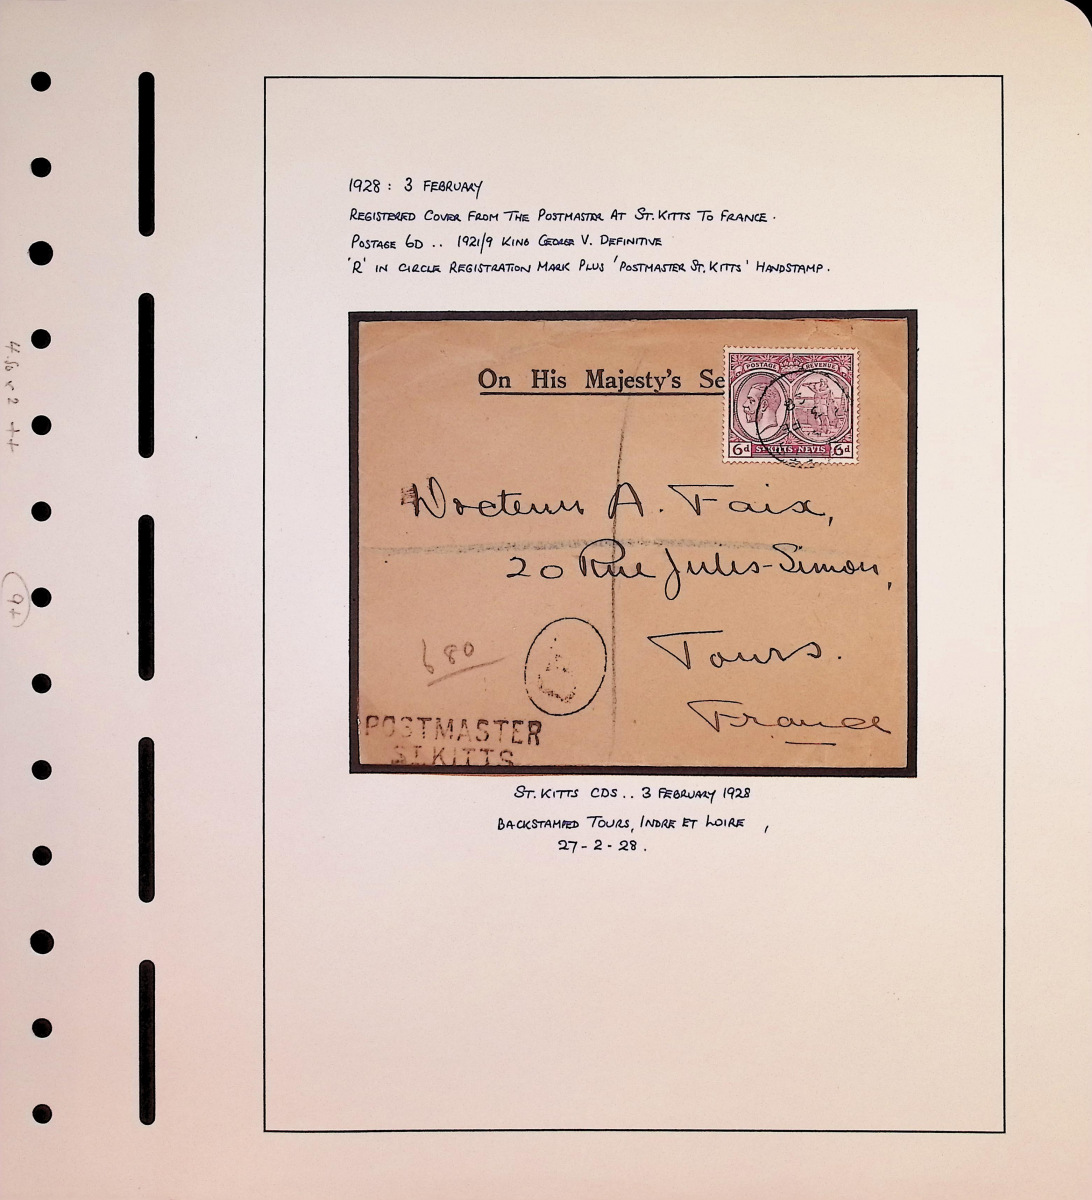 1928 : 3 FEBRUARY
REGISTERED COVER FROM THE POSTMASTER AT ST. KITTS TO FRANCE .
POSTAGE 6D .. 1921/9 KING GEORGE V. DEFINITIVE
'R' IN CIRCLE REGISTRATION MARK PLUS 'POSTMASTER ST. KITTS' HANDSTAMP.
On His Majesty's Se
POSTAGE REVENUE
6d ST KITTS-NEVIS 6d
Docteur A. Faix,
20 Rue Jules-Simon,
Tours.
France
680
R
POSTMASTER
ST. KITTS
ST. KITTS CDS .. 3 FEBRUARY 1928
BACKSTAMPED TOURS, INDRE ET LOIRE ,
27-2-28.
9+